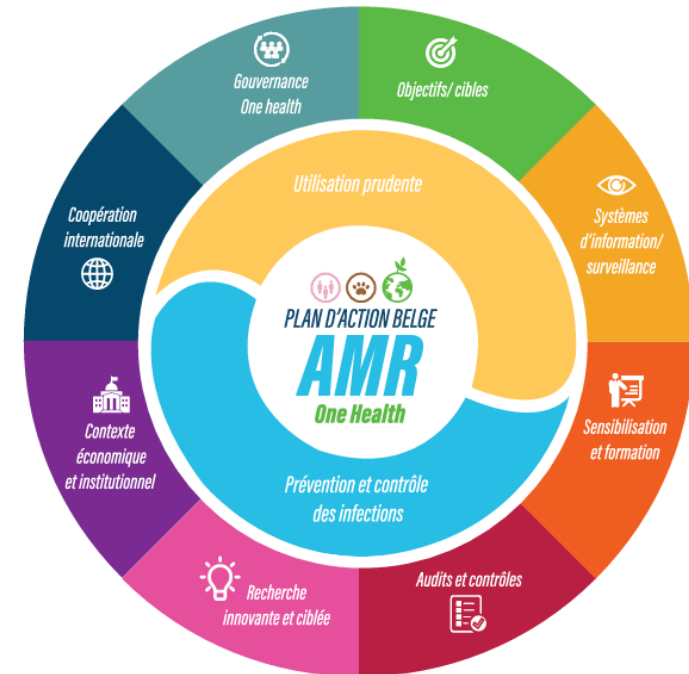 Gouvernance
One health
Objectifs/ cibles
Systèmes
d'information/
surveillance
Sensibilisation
et formation
Audits et contrôles
Recherche
innovante et ciblée
Contexte
économique
et institutionnel
Coopération
internationale
Utilisation prudente
PLAN D'ACTION BELGE
AMR
One Health
Prévention et contrôle
des infections